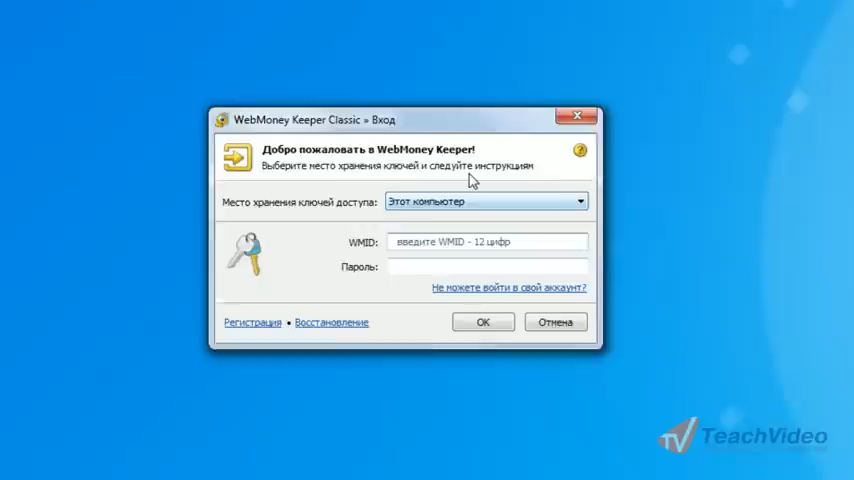 WebMoney Keeper Classic » Вход
Добро пожаловать в WebMoney Keeper!
Выберите место хранения ключей и следуйте инструкциям
Место хранения ключей доступа: Этот компьютер
WMID: введите WMID - 12 цифр
Пароль:
Не можете войти в свой аккаунт?
Регистрация • Восстановление OK Отмена
TeachVideo